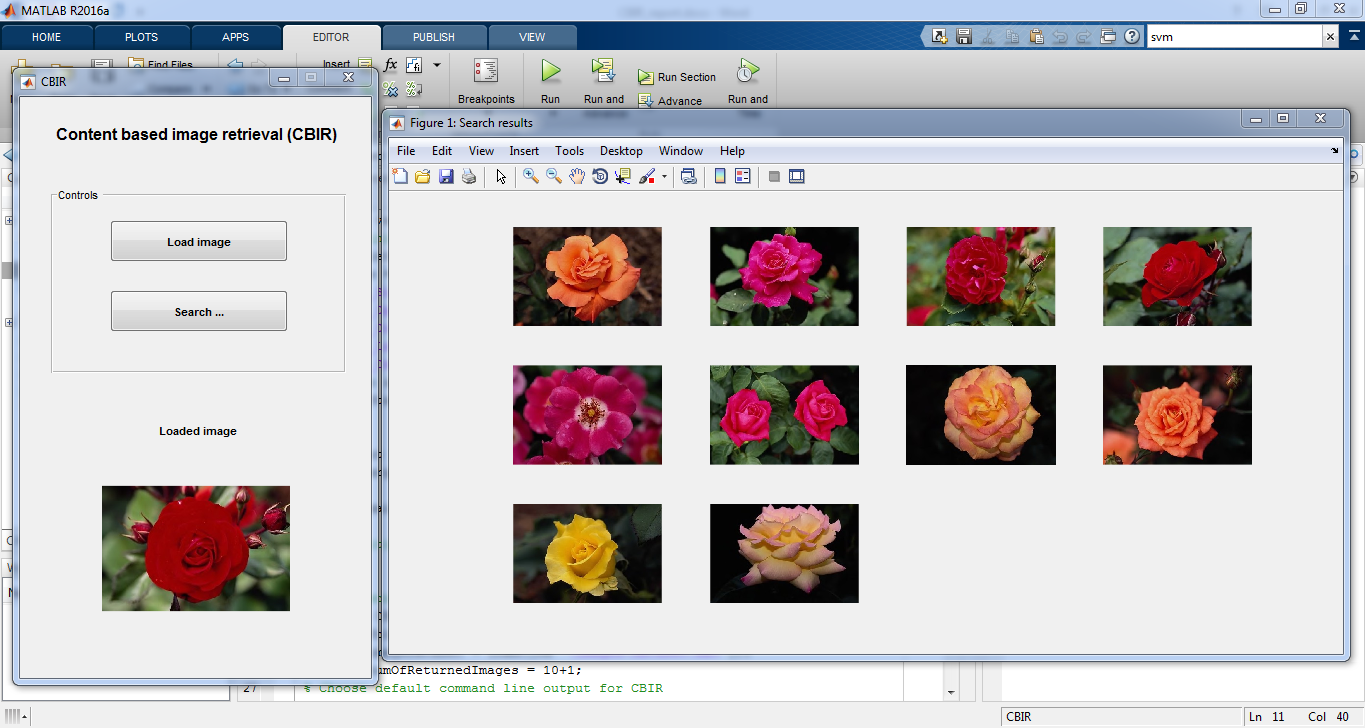 MATLAB R2016a
HOME PLOTS APPS EDITOR PUBLISH VIEW
svm
Find Files
Insert
fx
Breakpoints
Run
Run and
Run Section
Advance
Run and
CBIR
Content based image retrieval (CBIR)
Controls
Load image
Search ...
Loaded image
Figure 1: Search results
File Edit View Insert Tools Desktop Window Help
umOfReturnedImages = 10+1;
27 % Choose default command line output for CBIR
CBIR
Ln 11 Col 40